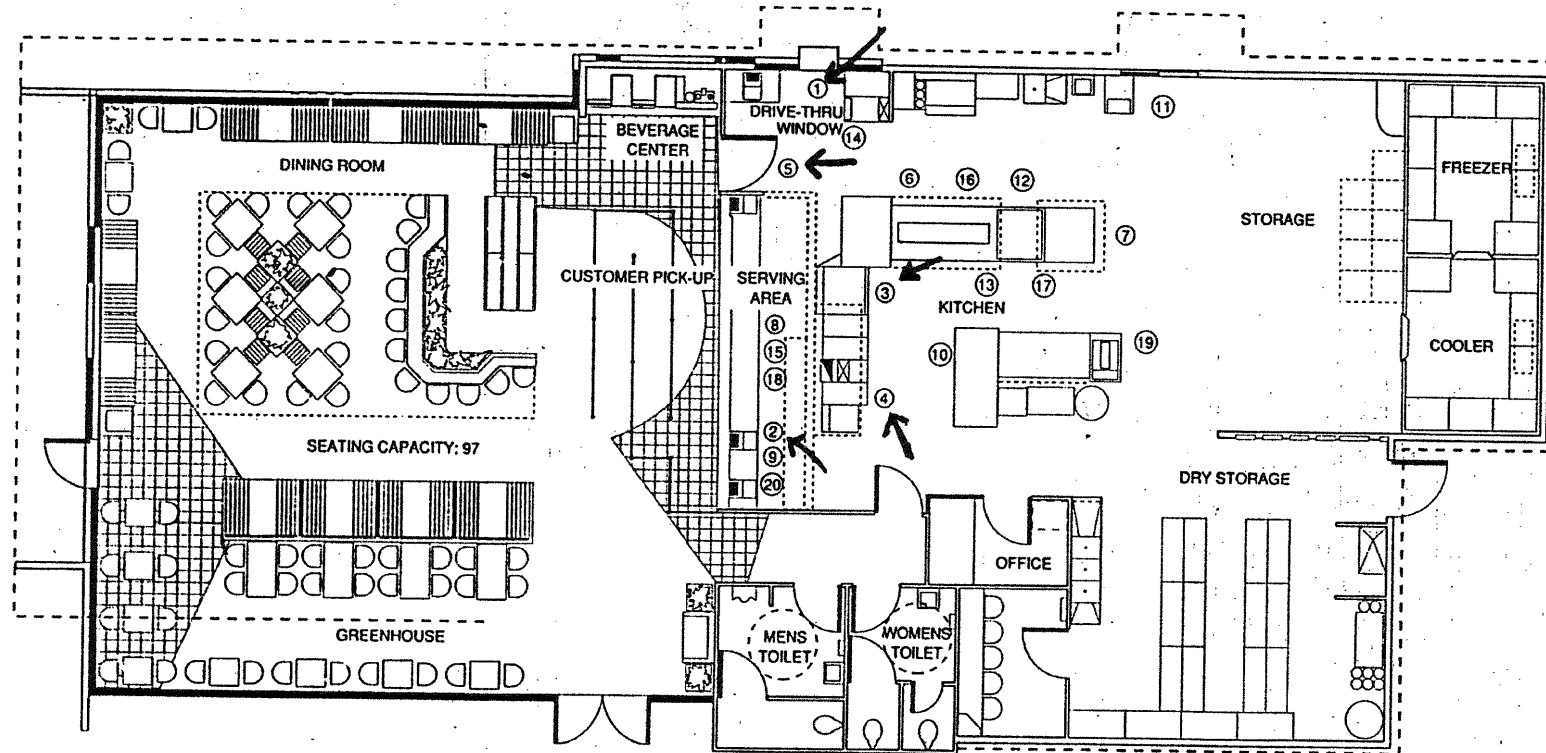 ①
DRIVE-THRU
WINDOW
⑭
⑪
BEVERAGE
CENTER
DINING ROOM
⑤
⑥
⑯
⑫
FREEZER
STORAGE
⑦
CUSTOMER PICK-UP
SERVING
AREA
③
⑬
⑰
KITCHEN
⑧
⑮
⑱
⑩
⑲
COOLER
④
SEATING CAPACITY: 97
②
⑨
⑳
DRY STORAGE
OFFICE
GREENHOUSE
MENS
TOILET
WOMENS
TOILET